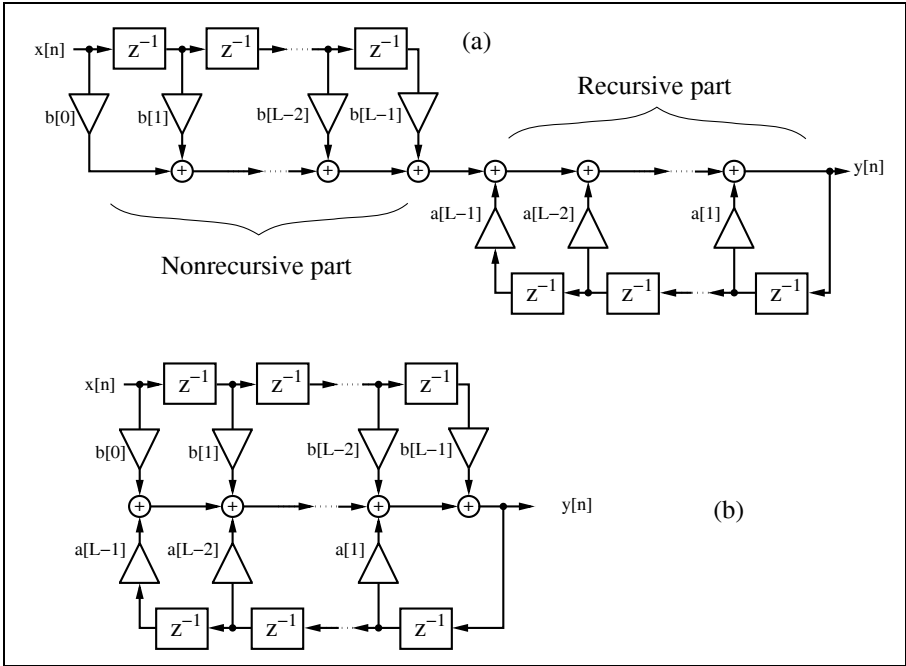 (a)
x[n] z⁻¹ z⁻¹ z⁻¹
b[0] b[1] b[L−2] b[L−1]
Recursive part
+ + + + + + y[n]
a[L−1] a[L−2] a[1]
Nonrecursive part
z⁻¹ z⁻¹ z⁻¹
x[n] z⁻¹ z⁻¹ z⁻¹
b[0] b[1] b[L−2] b[L−1]
+ + + + y[n]
(b)
a[L−1] a[L−2] a[1]
z⁻¹ z⁻¹ z⁻¹